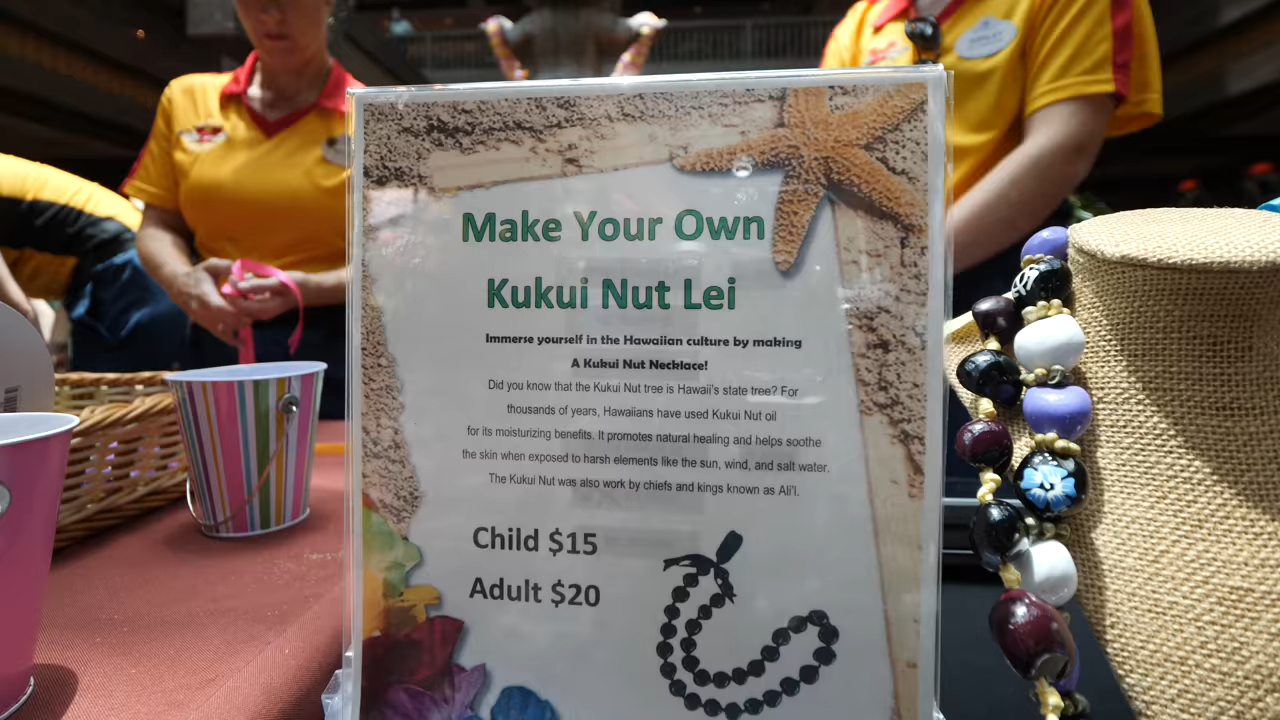 Make Your Own
Kukui Nut Lei
Immerse yourself in the Hawaiian culture by making
A Kukui Nut Necklace!
Did you know that the Kukui Nut tree is Hawaii's state tree? For
thousands of years, Hawaiians have used Kukui Nut oil
for its moisturizing benefits. It promotes natural healing and helps soothe
the skin when exposed to harsh elements like the sun, wind, and salt water.
The Kukui Nut was also work by chiefs and kings known as Ali'i.
Child $15
Adult $20